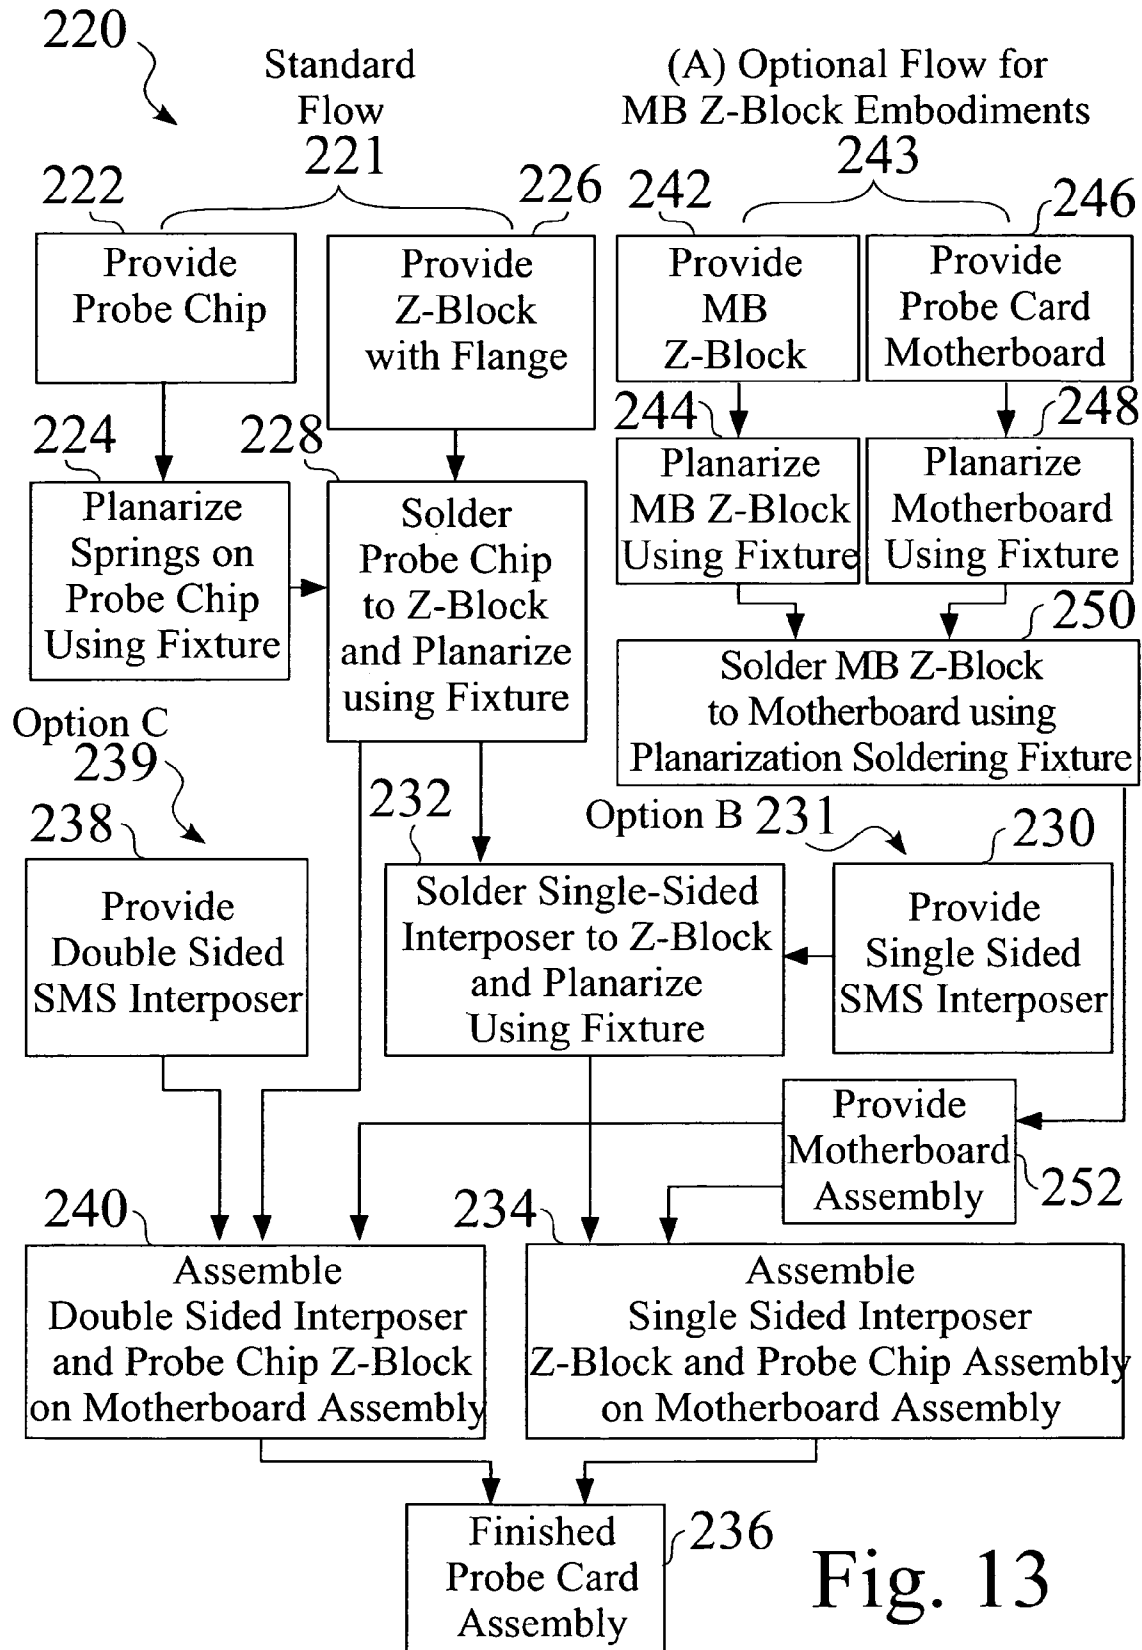 220
Standard
Flow
221
(A) Optional Flow for
MB Z-Block Embodiments
243
222
Provide
Probe Chip
226
Provide
Z-Block
with Flange
242
Provide
MB
Z-Block
246
Provide
Probe Card
Motherboard
224
Planarize
Springs on
Probe Chip
Using Fixture
228
Solder
Probe Chip
to Z-Block
and Planarize
using Fixture
244
Planarize
MB Z-Block
Using Fixture
248
Planarize
Motherboard
Using Fixture
250
Solder MB Z-Block
to Motherboard using
Planarization Soldering Fixture
Option C
239
238
Provide
Double Sided
SMS Interposer
232
Solder Single-Sided
Interposer to Z-Block
and Planarize
Using Fixture
Option B 231
230
Provide
Single Sided
SMS Interposer
Provide
Motherboard
Assembly
252
240
Assemble
Double Sided Interposer
and Probe Chip Z-Block
on Motherboard Assembly
234
Assemble
Single Sided Interposer
Z-Block and Probe Chip Assembly
on Motherboard Assembly
Finished
Probe Card
Assembly
236
Fig. 13